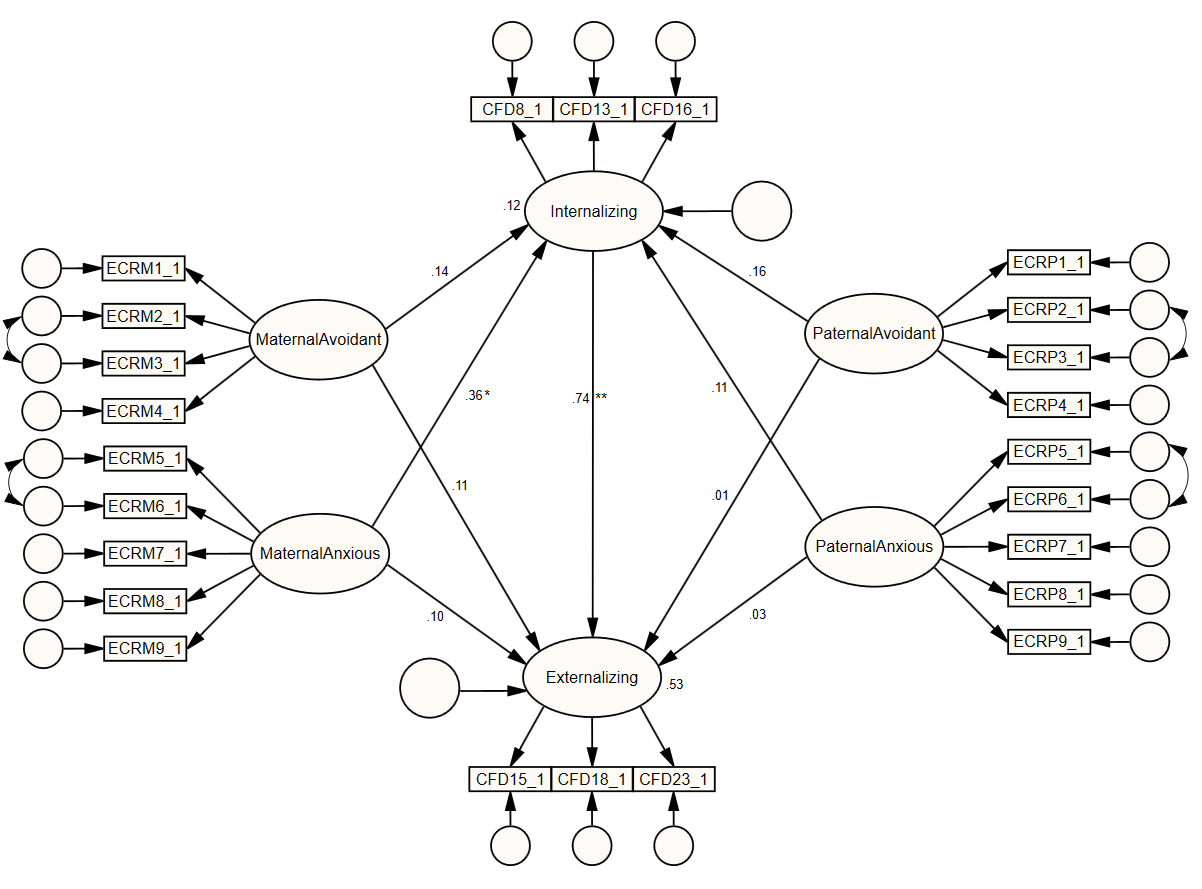 CFD8_1 CFD13_1 CFD16_1
.12 Internalizing
ECRM1_1
ECRM2_1
ECRM3_1
ECRM4_1
ECRM5_1
ECRM6_1
ECRM7_1
ECRM8_1
ECRM9_1
MaternalAvoidant
MaternalAnxious
.14
.36*
.11
.10
.74 **
.16
.11
.01
.03
PaternalAvoidant
PaternalAnxious
ECRP1_1
ECRP2_1
ECRP3_1
ECRP4_1
ECRP5_1
ECRP6_1
ECRP7_1
ECRP8_1
ECRP9_1
Externalizing .53
CFD15_1 CFD18_1 CFD23_1